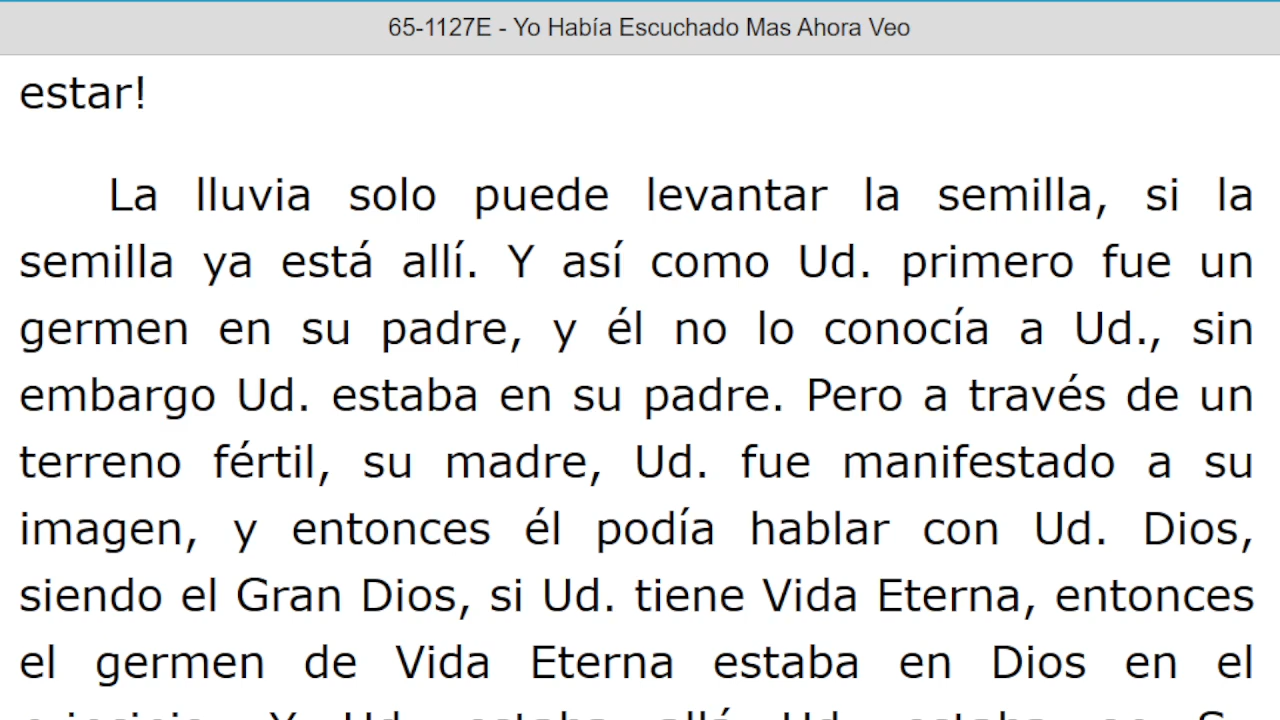 65-1127E - Yo Había Escuchado Mas Ahora Veo
estar!
La lluvia solo puede levantar la semilla, si la
semilla ya está allí. Y así como Ud. primero fue un
germen en su padre, y él no lo conocía a Ud., sin
embargo Ud. estaba en su padre. Pero a través de un
terreno fértil, su madre, Ud. fue manifestado a su
imagen, y entonces él podía hablar con Ud. Dios,
siendo el Gran Dios, si Ud. tiene Vida Eterna, entonces
el germen de Vida Eterna estaba en Dios en el